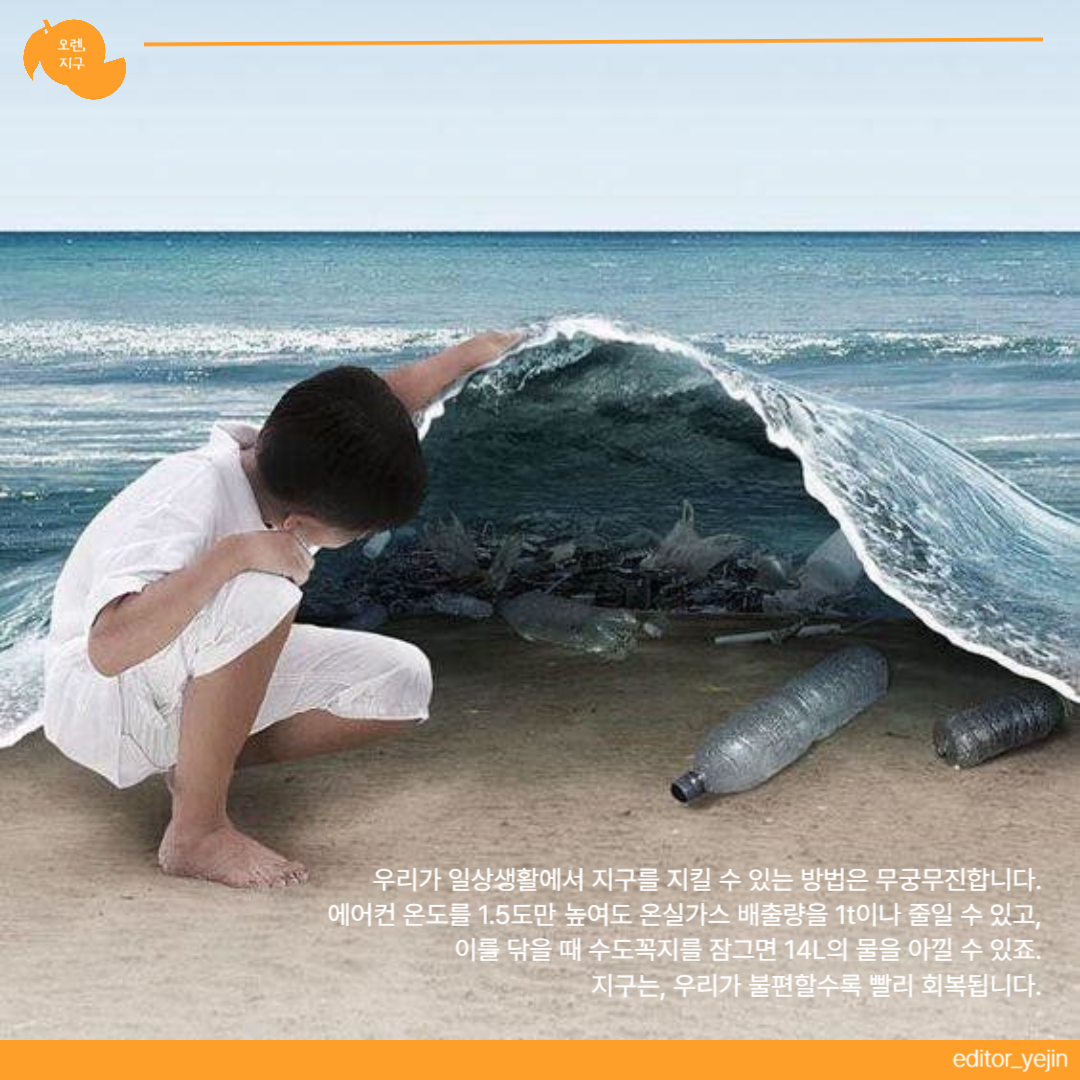 오렌,
지구
우리가 일상생활에서 지구를 지킬 수 있는 방법은 무궁무진합니다.
에어컨 온도를 1.5도만 높여도 온실가스 배출량을 1t이나 줄일 수 있고,
이를 닦을 때 수도꼭지를 잠그면 14L의 물을 아낄 수 있죠.
지구는, 우리가 불편할수록 빨리 회복됩니다.
editor_yejin